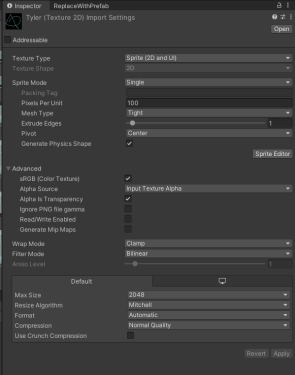 Inspector ReplaceWithPrefab
Tyler (Texture 2D) Import Settings
Open
Addressable
Texture Type Sprite (2D and UI)
Texture Shape 2D
Sprite Mode Single
Packing Tag
Pixels Per Unit 100
Mesh Type Tight
Extrude Edges 1
Pivot Center
Generate Physics Shape
Sprite Editor
Advanced
sRGB (Color Texture)
Alpha Source Input Texture Alpha
Alpha Is Transparency
Ignore PNG file gamma
Read/Write Enabled
Generate Mip Maps
Wrap Mode Clamp
Filter Mode Bilinear
Aniso Level 1
Default
Max Size 2048
Resize Algorithm Mitchell
Format Automatic
Compression Normal Quality
Use Crunch Compression
Revert Apply